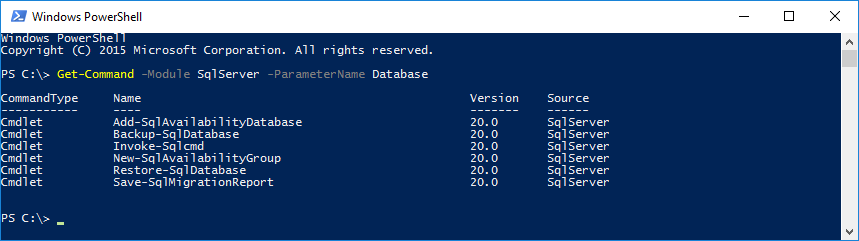 Windows PowerShell
Windows PowerShell
Copyright (C) 2015 Microsoft Corporation. All rights reserved.
PS C:\> Get-Command -Module SqlServer -ParameterName Database
CommandType     Name                                               Version    Source
-----------     ----                                               -------    ------
Cmdlet          Add-SqlAvailabilityDatabase                        20.0       SqlServer
Cmdlet          Backup-SqlDatabase                                 20.0       SqlServer
Cmdlet          Invoke-Sqlcmd                                      20.0       SqlServer
Cmdlet          New-SqlAvailabilityGroup                           20.0       SqlServer
Cmdlet          Restore-SqlDatabase                                20.0       SqlServer
Cmdlet          Save-SqlMigrationReport                            20.0       SqlServer
PS C:\> _